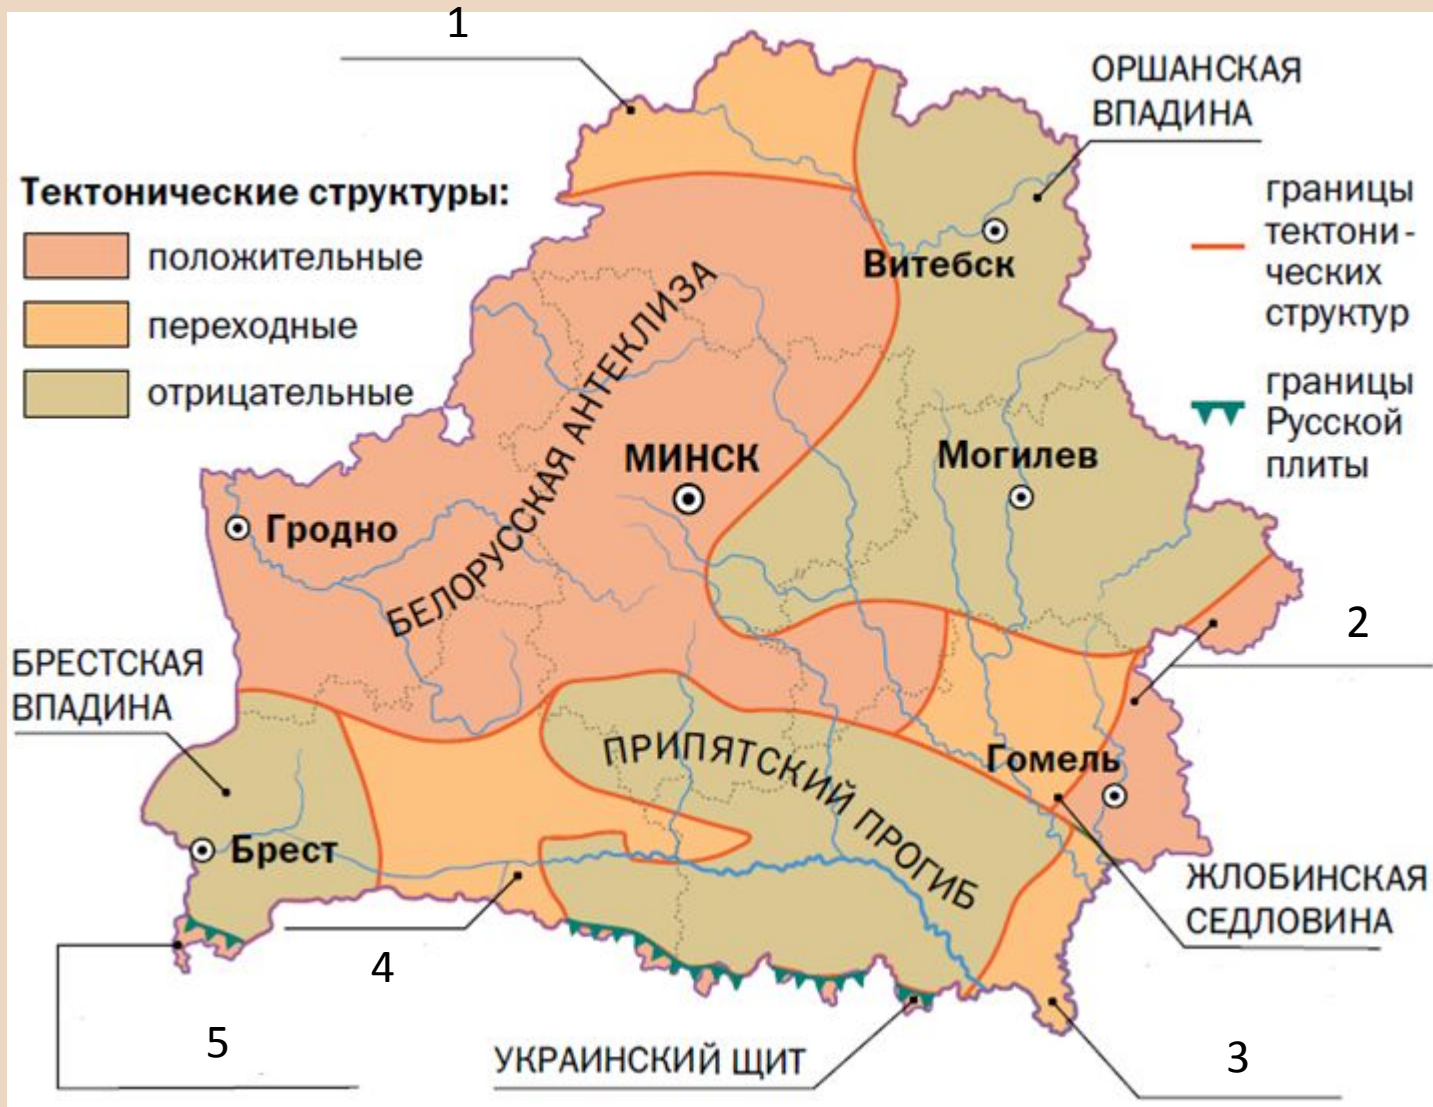 1
ОРШАНСКАЯ
ВПАДИНА
Тектонические структуры:
положительные
переходные
отрицательные
границы
тектони-
ческих
структур
границы
Русской
плиты
Витебск
БЕЛОРУССКАЯ АНТЕКЛИЗА
МИНСК
Могилев
Гродно
2
БРЕСТСКАЯ
ВПАДИНА
ПРИПЯТСКИЙ ПРОГИБ
Гомель
Брест
ЖЛОБИНСКАЯ
СЕДЛОВИНА
4
5
УКРАИНСКИЙ ЩИТ
3